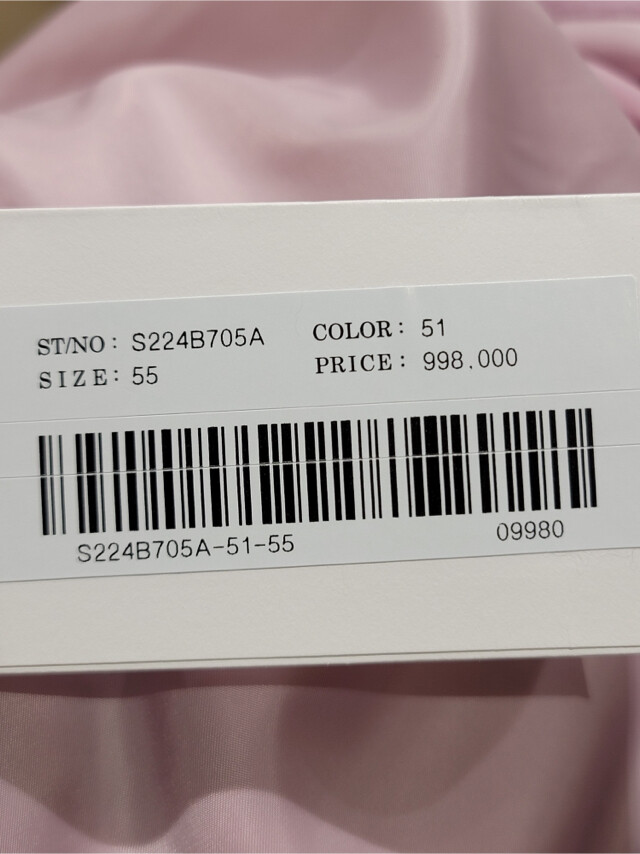 ST/NO : S224B705A COLOR : 51
SIZE : 55 PRICE : 998.000
S224B705A-51-55 09980